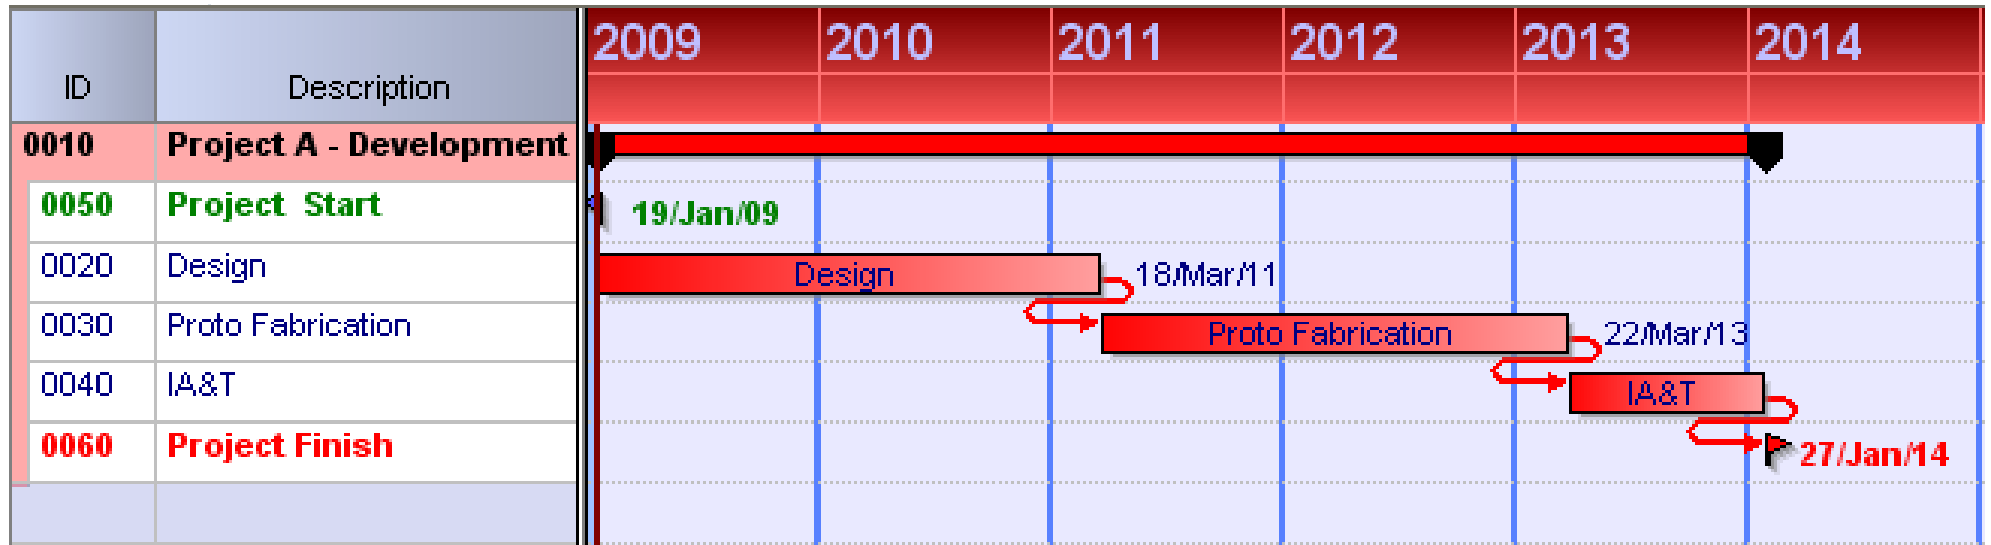 ID Description 2009 2010 2011 2012 2013 2014
0010 Project A - Development
0050 Project Start 19/Jan/09
0020 Design Design 18/Mar/11
0030 Proto Fabrication Proto Fabrication 22/Mar/13
0040 IA&T IA&T
0060 Project Finish 27/Jan/14